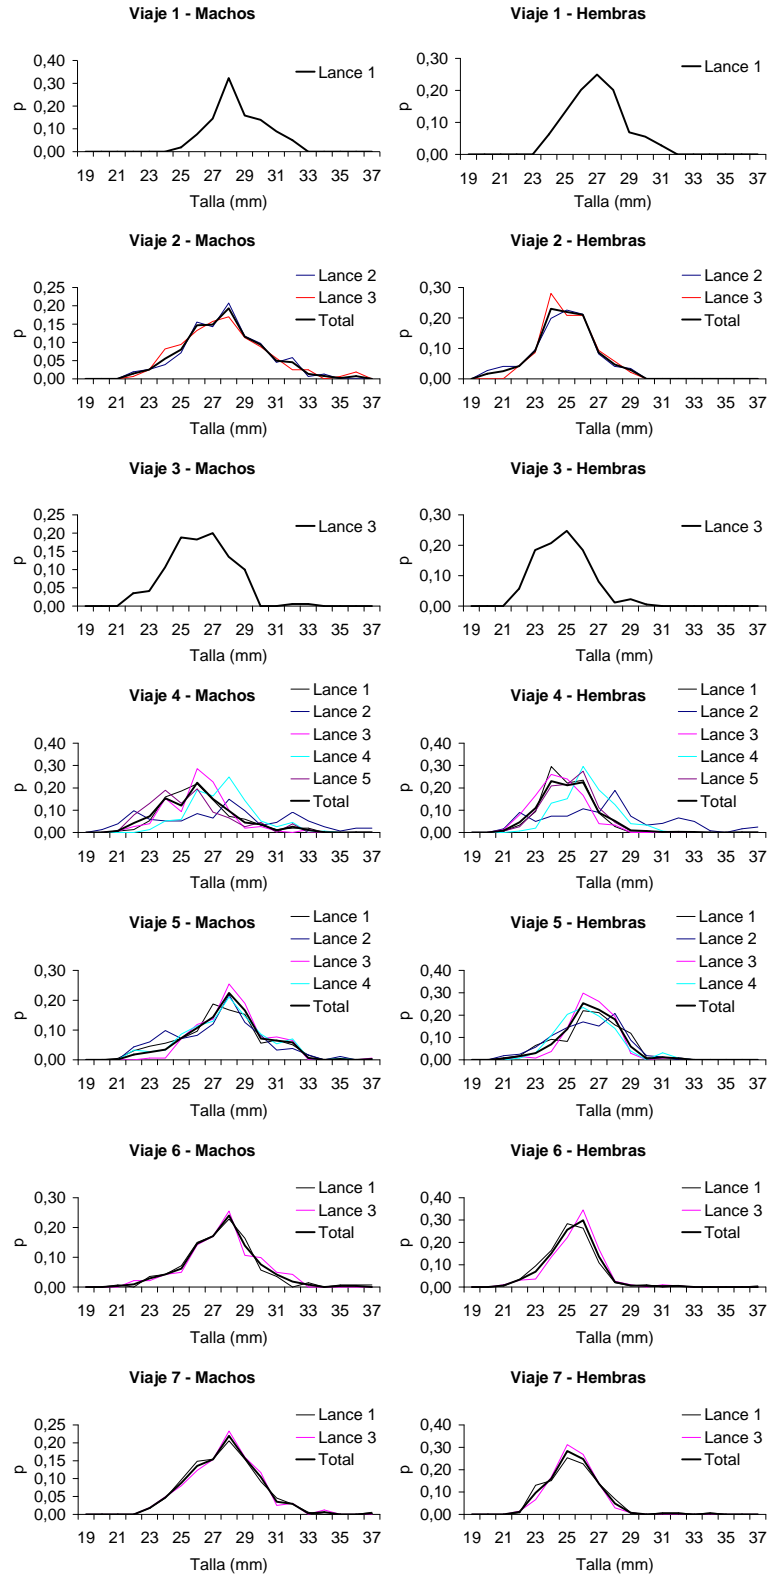 Viaje 1 - Machos
Lance 1
p
0,40
0,30
0,20
0,10
0,00
19 21 23 25 27 29 31 33 35 37
Talla (mm)
Viaje 1 - Hembras
Lance 1
p
0,30
0,20
0,10
0,00
19 21 23 25 27 29 31 33 35 37
Talla (mm)
Viaje 2 - Machos
Lance 2
Lance 3
Total
p
0,25
0,20
0,15
0,10
0,05
0,00
19 21 23 25 27 29 31 33 35 37
Talla (mm)
Viaje 2 - Hembras
Lance 2
Lance 3
Total
p
0,30
0,20
0,10
0,00
19 21 23 25 27 29 31 33 35 37
Talla (mm)
Viaje 3 - Machos
Lance 3
p
0,25
0,20
0,15
0,10
0,05
0,00
19 21 23 25 27 29 31 33 35 37
Talla (mm)
Viaje 3 - Hembras
Lance 3
p
0,30
0,20
0,10
0,00
19 21 23 25 27 29 31 33 35 37
Talla (mm)
Viaje 4 - Machos
Lance 1
Lance 2
Lance 3
Lance 4
Lance 5
Total
p
0,40
0,30
0,20
0,10
0,00
19 21 23 25 27 29 31 33 35 37
Talla (mm)
Viaje 4 - Hembras
Lance 1
Lance 2
Lance 3
Lance 4
Lance 5
Total
p
0,40
0,30
0,20
0,10
0,00
19 21 23 25 27 29 31 33 35 37
Talla (mm)
Viaje 5 - Machos
Lance 1
Lance 2
Lance 3
Lance 4
Total
p
0,30
0,20
0,10
0,00
19 21 23 25 27 29 31 33 35 37
Talla (mm)
Viaje 5 - Hembras
Lance 1
Lance 2
Lance 3
Lance 4
Total
p
0,40
0,30
0,20
0,10
0,00
19 21 23 25 27 29 31 33 35 37
Talla (mm)
Viaje 6 - Machos
Lance 1
Lance 3
Total
p
0,30
0,20
0,10
0,00
19 21 23 25 27 29 31 33 35 37
Talla (mm)
Viaje 6 - Hembras
Lance 1
Lance 3
Total
p
0,40
0,30
0,20
0,10
0,00
19 21 23 25 27 29 31 33 35 37
Talla (mm)
Viaje 7 - Machos
Lance 1
Lance 3
Total
p
0,25
0,20
0,15
0,10
0,05
0,00
19 21 23 25 27 29 31 33 35 37
Talla (mm)
Viaje 7 - Hembras
Lance 1
Lance 3
Total
p
0,40
0,30
0,20
0,10
0,00
19 21 23 25 27 29 31 33 35 37
Talla (mm)